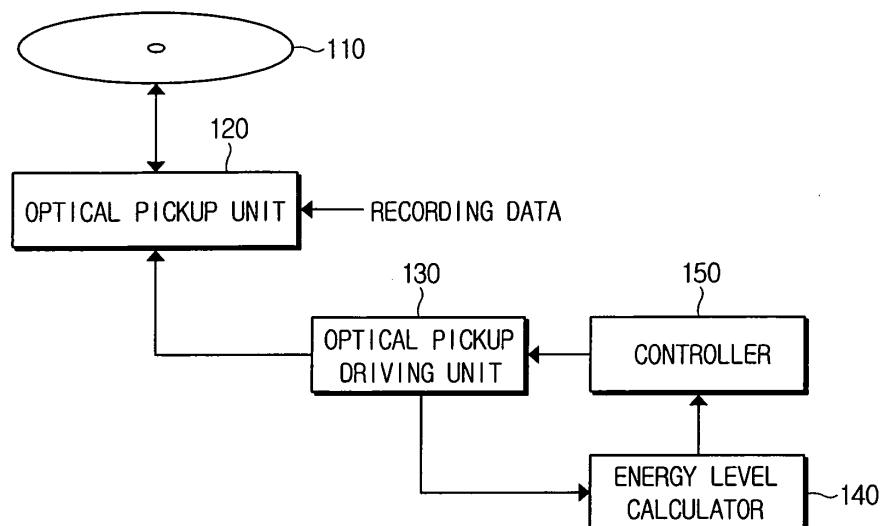 110
120
OPTICAL PICKUP UNIT
RECORDING DATA
130
150
OPTICAL PICKUP
DRIVING UNIT
CONTROLLER
ENERGY LEVEL
CALCULATOR
140